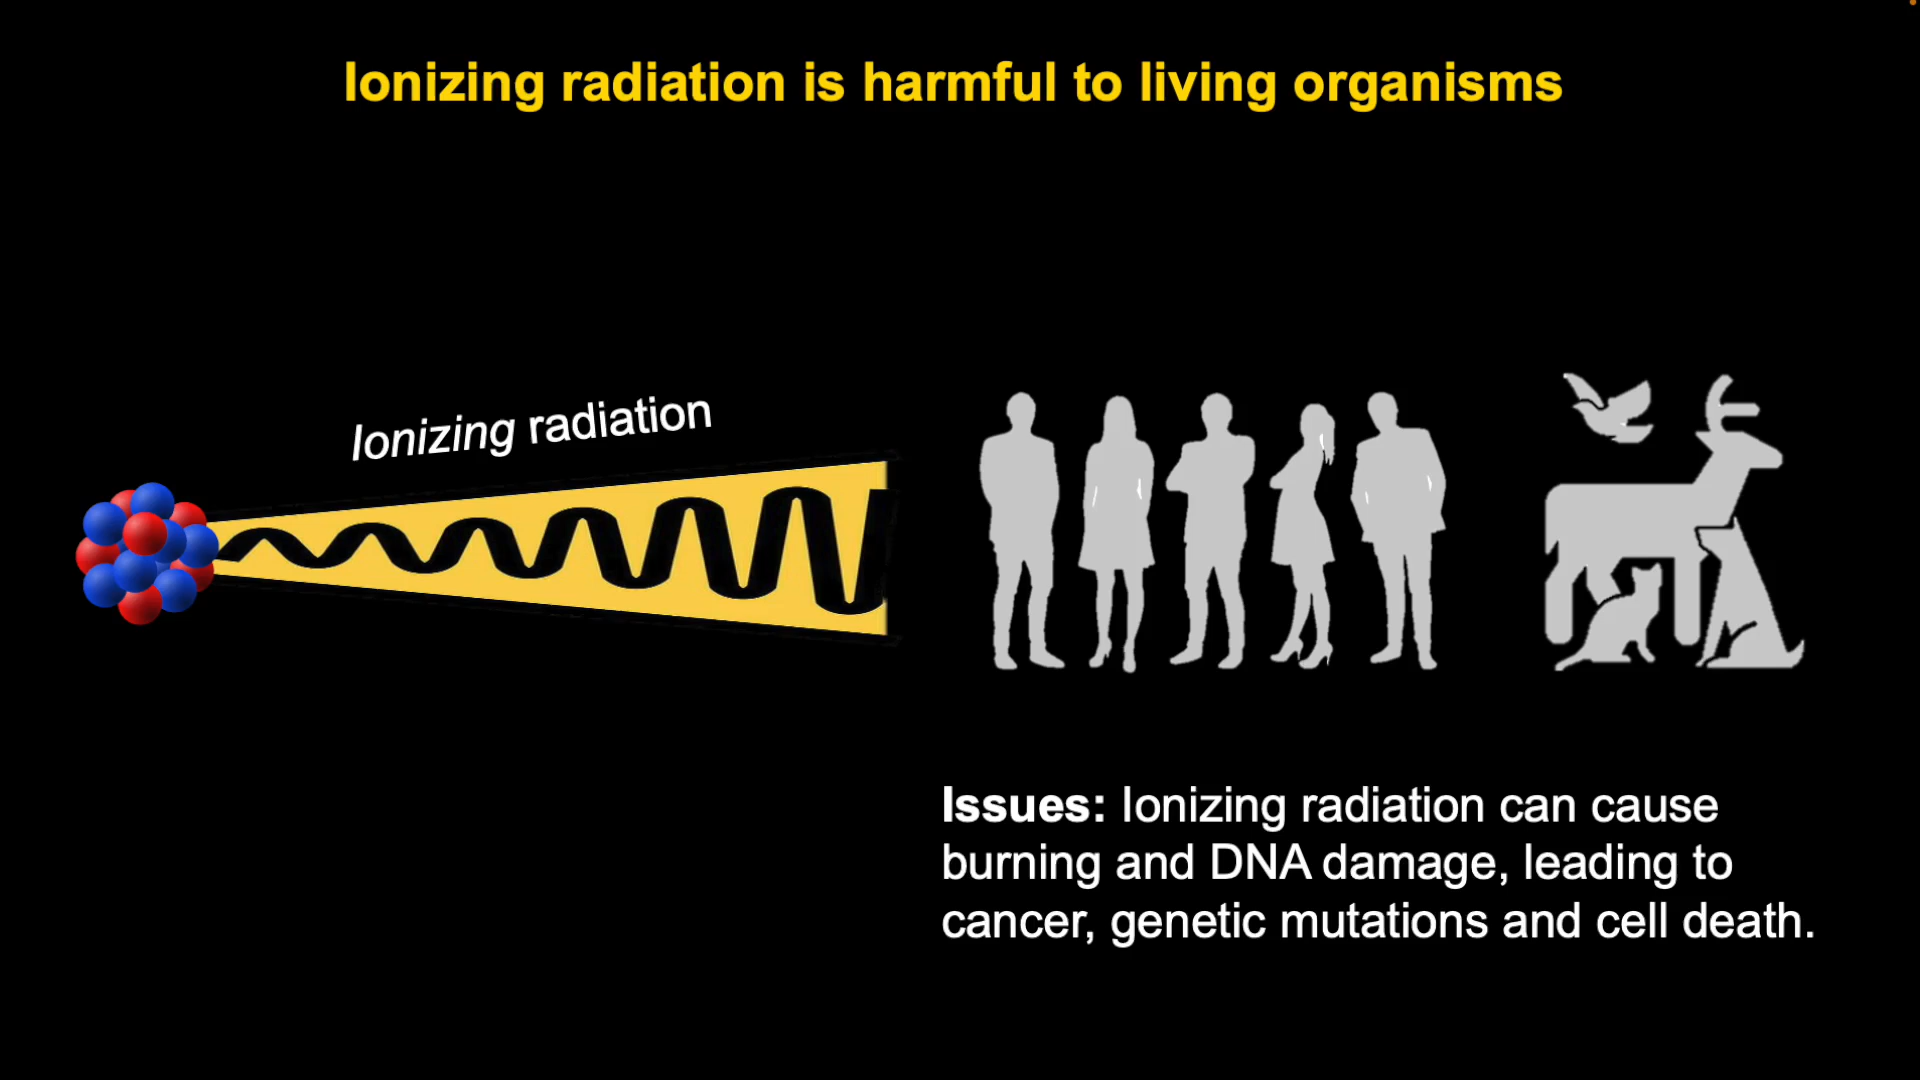 Ionizing radiation is harmful to living organisms
Ionizing radiation
Issues: Ionizing radiation can cause
burning and DNA damage, leading to
cancer, genetic mutations and cell death.